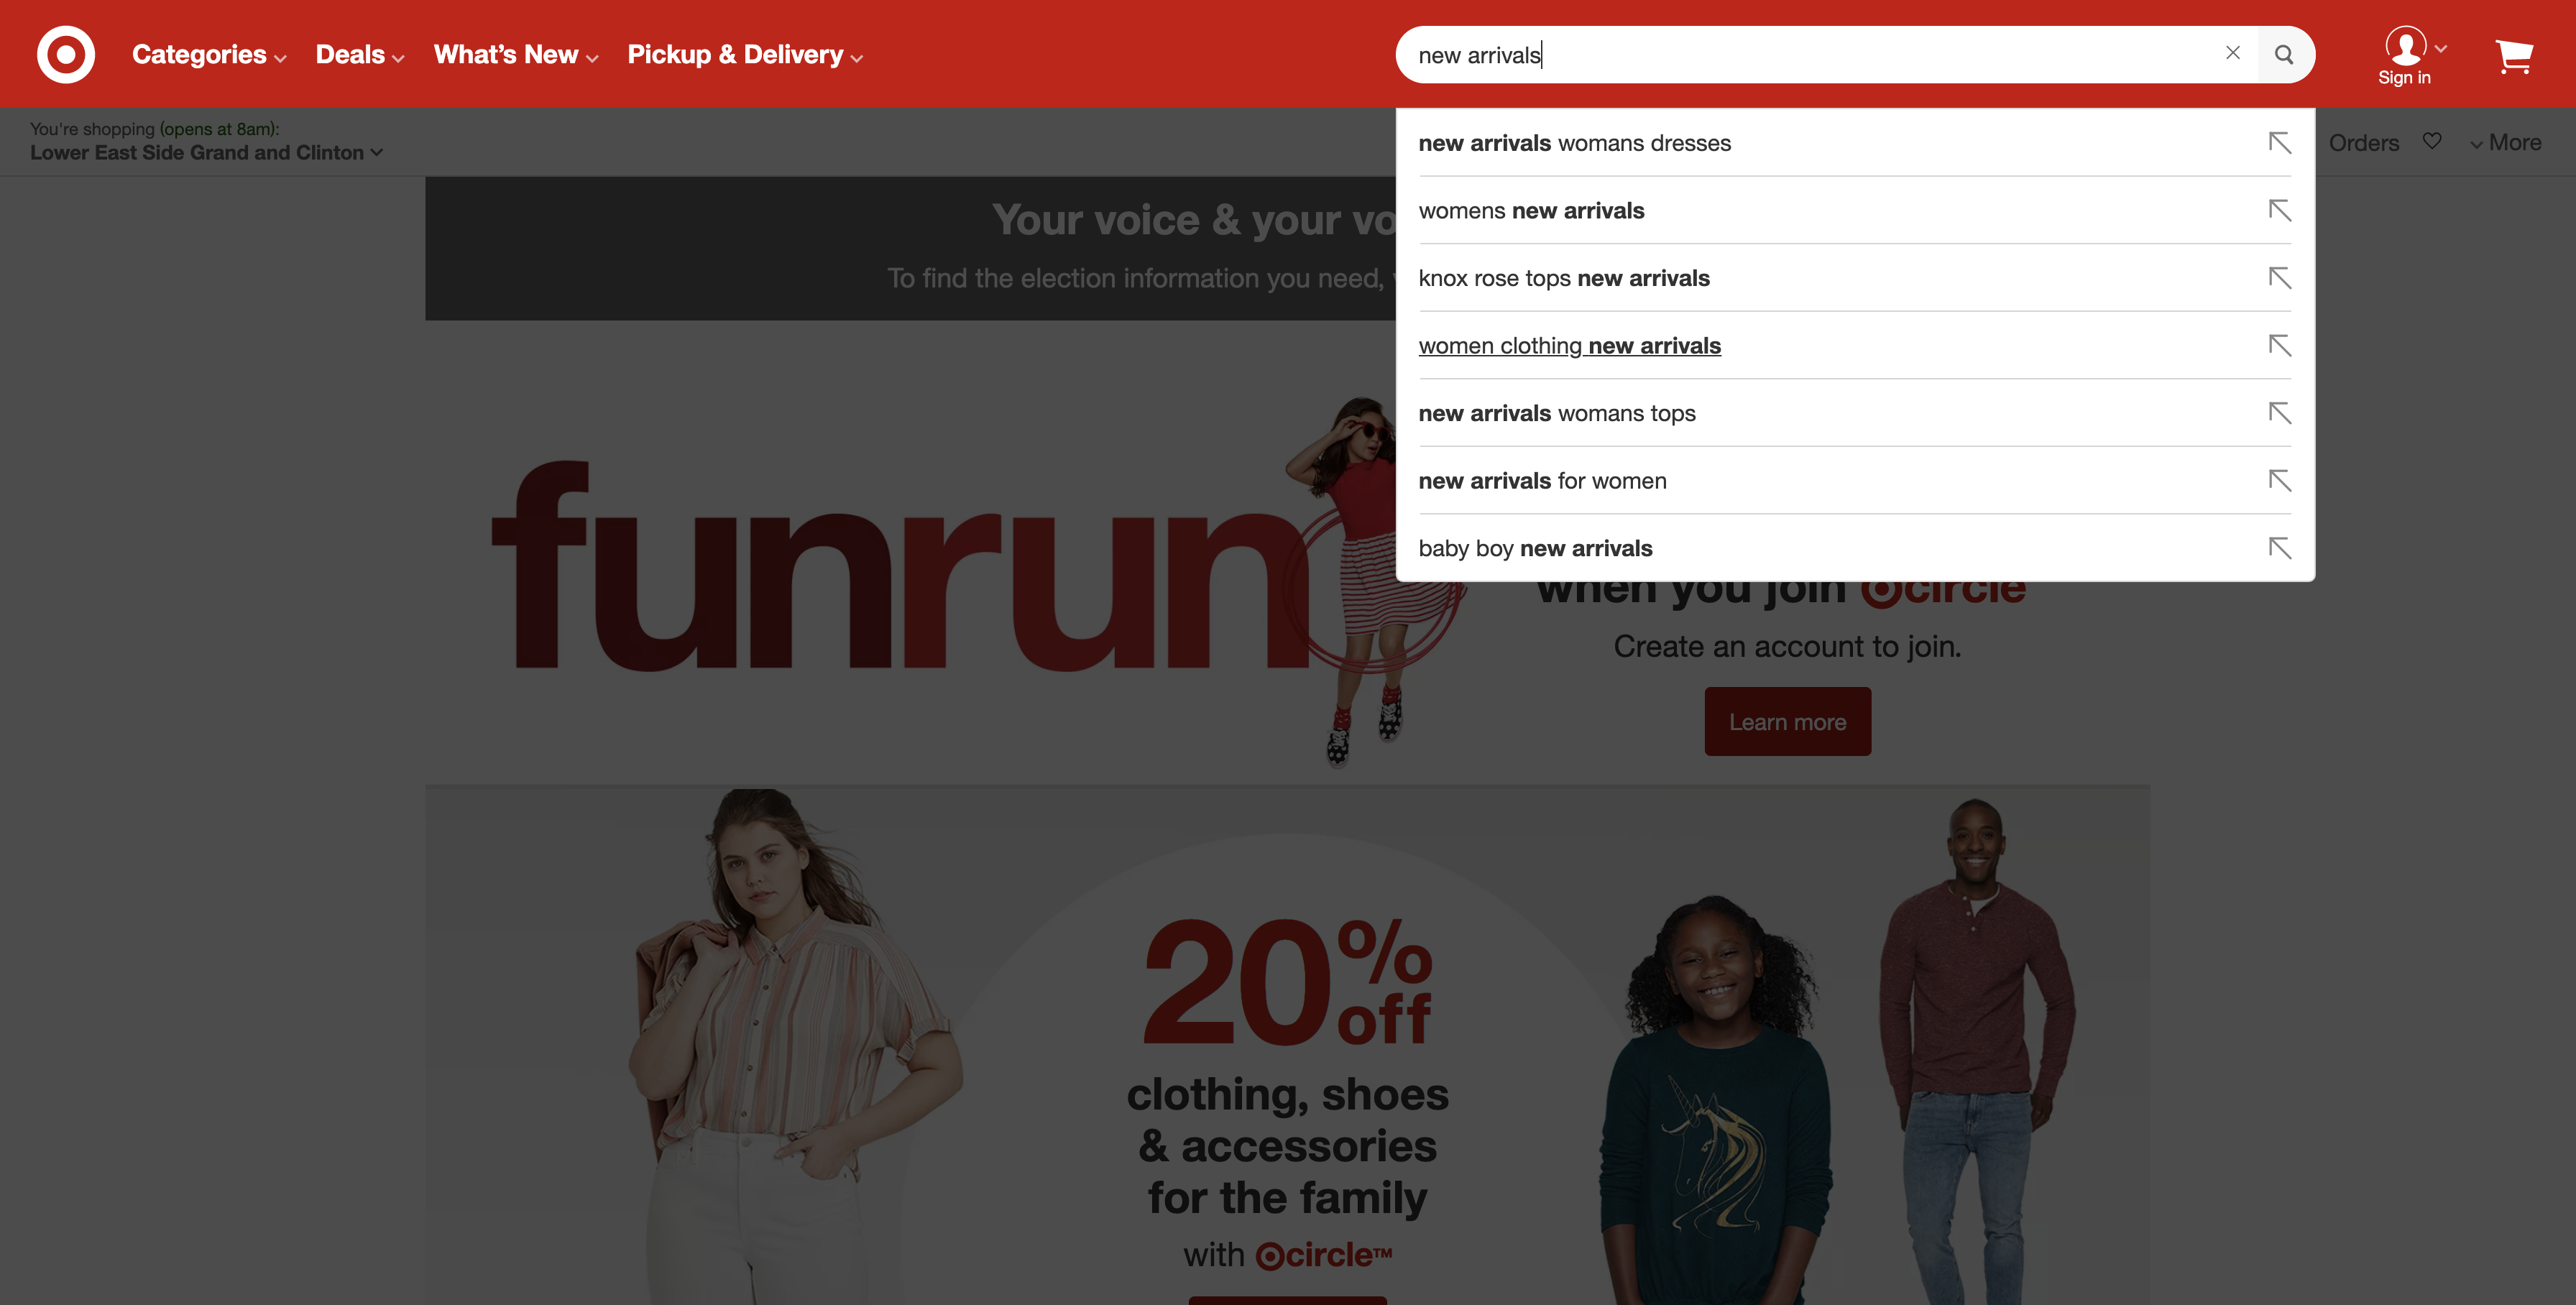 Categories
Deals
What's New
Pickup & Delivery
new arrivals
Sign in
You're shopping (opens at 8am):
Lower East Side Grand and Clinton
Orders
More
new arrivals womans dresses
womens new arrivals
knox rose tops new arrivals
women clothing new arrivals
new arrivals womans tops
new arrivals for women
baby boy new arrivals
Your voice & your
To find the election information you need,
funrun
when you join circle
Create an account to join.
Learn more
20% off
clothing, shoes
& accessories
for the family
with circle™